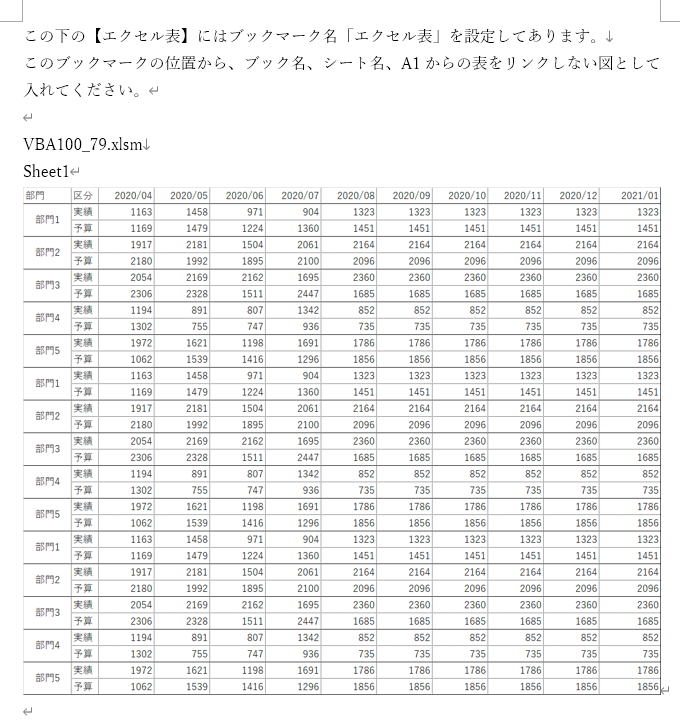 この下の【エクセル表】にはブックマーク名「エクセル表」を設定してあります。↓
このブックマークの位置から、ブック名、シート名、A1 からの表をリンクしない図として
入れてください。↵
↵
VBA100_79.xlsm↓
Sheet1↵
部門 区分 2020/04 2020/05 2020/06 2020/07 2020/08 2020/09 2020/10 2020/11 2020/12 2021/01
部門1 実績 1163 1458 971 904 1323 1323 1323 1323 1323 1323
予算 1169 1479 1224 1360 1451 1451 1451 1451 1451 1451
部門2 実績 1917 2181 1504 2061 2164 2164 2164 2164 2164 2164
予算 2180 1992 1895 2100 2096 2096 2096 2096 2096 2096
部門3 実績 2054 2169 2162 1695 2360 2360 2360 2360 2360 2360
予算 2306 2328 1511 2447 1685 1685 1685 1685 1685 1685
部門4 実績 1194 891 807 1342 852 852 852 852 852 852
予算 1302 755 747 936 735 735 735 735 735 735
部門5 実績 1972 1621 1198 1691 1786 1786 1786 1786 1786 1786
予算 1062 1539 1416 1296 1856 1856 1856 1856 1856 1856
部門1 実績 1163 1458 971 904 1323 1323 1323 1323 1323 1323
予算 1169 1479 1224 1360 1451 1451 1451 1451 1451 1451
部門2 実績 1917 2181 1504 2061 2164 2164 2164 2164 2164 2164
予算 2180 1992 1895 2100 2096 2096 2096 2096 2096 2096
部門3 実績 2054 2169 2162 1695 2360 2360 2360 2360 2360 2360
予算 2306 2328 1511 2447 1685 1685 1685 1685 1685 1685
部門4 実績 1194 891 807 1342 852 852 852 852 852 852
予算 1302 755 747 936 735 735 735 735 735 735
部門5 実績 1972 1621 1198 1691 1786 1786 1786 1786 1786 1786
予算 1062 1539 1416 1296 1856 1856 1856 1856 1856 1856
部門1 実績 1163 1458 971 904 1323 1323 1323 1323 1323 1323
予算 1169 1479 1224 1360 1451 1451 1451 1451 1451 1451
部門2 実績 1917 2181 1504 2061 2164 2164 2164 2164 2164 2164
予算 2180 1992 1895 2100 2096 2096 2096 2096 2096 2096
部門3 実績 2054 2169 2162 1695 2360 2360 2360 2360 2360 2360
予算 2306 2328 1511 2447 1685 1685 1685 1685 1685 1685
部門4 実績 1194 891 807 1342 852 852 852 852 852 852
予算 1302 755 747 936 735 735 735 735 735 735
部門5 実績 1972 1621 1198 1691 1786 1786 1786 1786 1786 1786
予算 1062 1539 1416 1296 1856 1856 1856 1856 1856 1856↵
↵